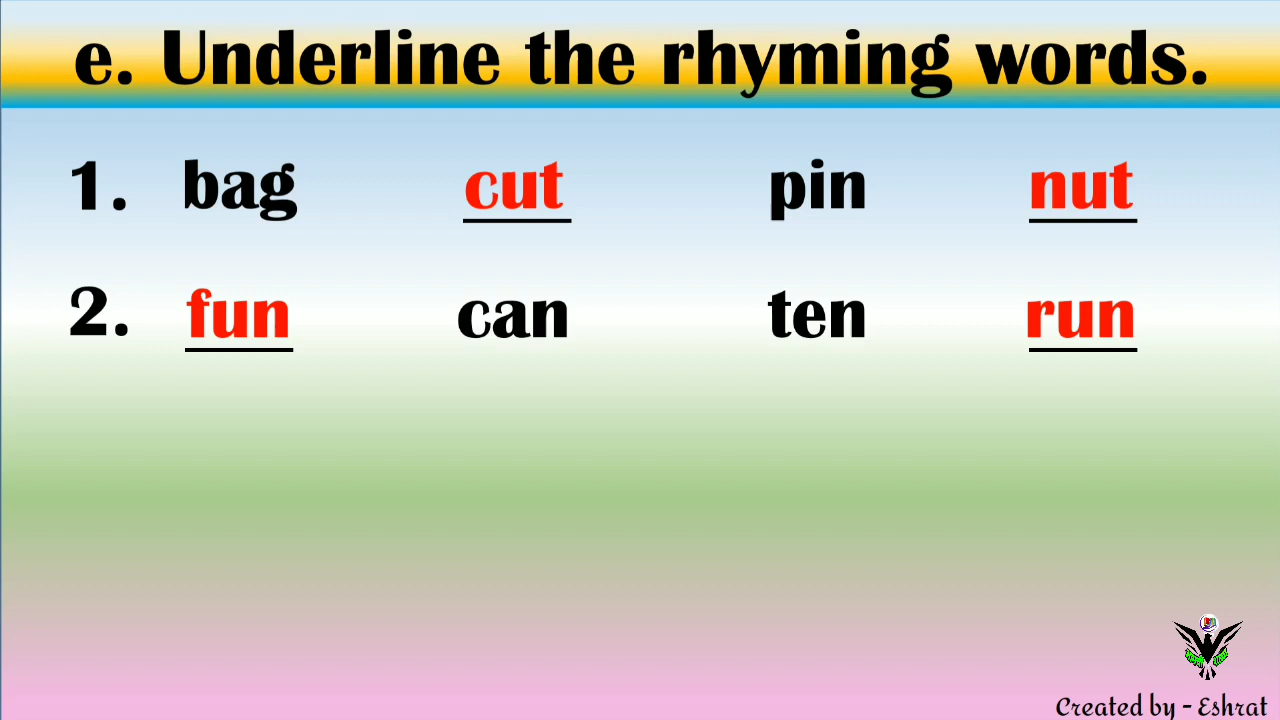 e. Underline the rhyming words.
1. bag cut pin nut
2. fun can ten run
Created by - Eshrat